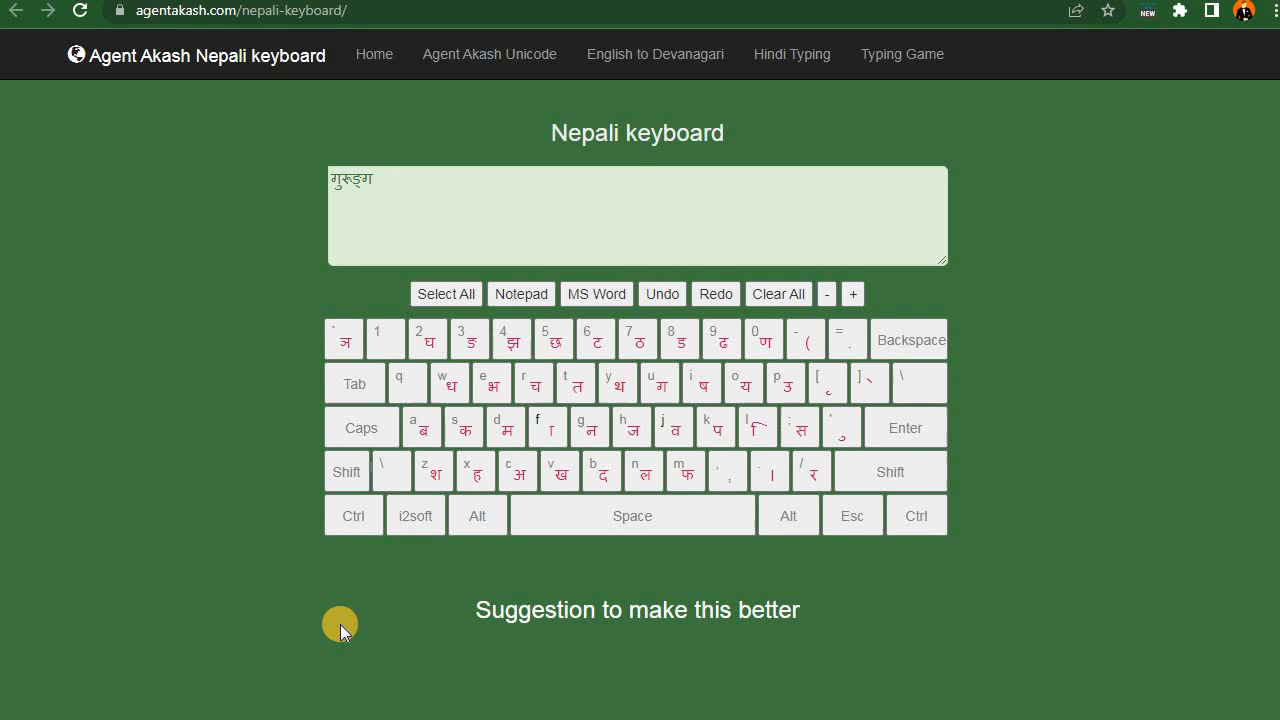 agentakash.com/nepali-keyboard/
NEW
Agent Akash Nepali keyboard Home Agent Akash Unicode English to Devanagari Hindi Typing Typing Game
Nepali keyboard
गुरूङ्ग
Select All Notepad MS Word Undo Redo Clear All - +
` ञ 1 2 घ 3 ङ 4 झ 5 छ 6 ट 7 ठ 8 ड 9 ढ 0 ण - ( = . Backspace
Tab q w ध e भ r च t त y थ u ग i ष o य p उ [ ृ ] ् \
Caps a ब s क d म f ा g न h ज j व k प l ि ; स ' ु Enter
Shift \ z श x ह c अ v ख b द n ल m फ , , . । / र Shift
Ctrl i2soft Alt Space Alt Esc Ctrl
Suggestion to make this better